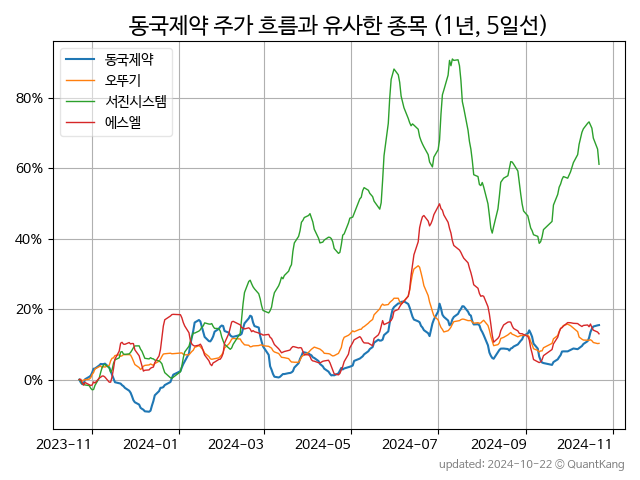 동국제약 주가 흐름과 유사한 종목 (1년, 5일선)
동국제약
오뚜기
서진시스템
에스엘
80%
60%
40%
20%
0%
2023-11 2024-01 2024-03 2024-05 2024-07 2024-09 2024-11
updated: 2024-10-22 © QuantKang